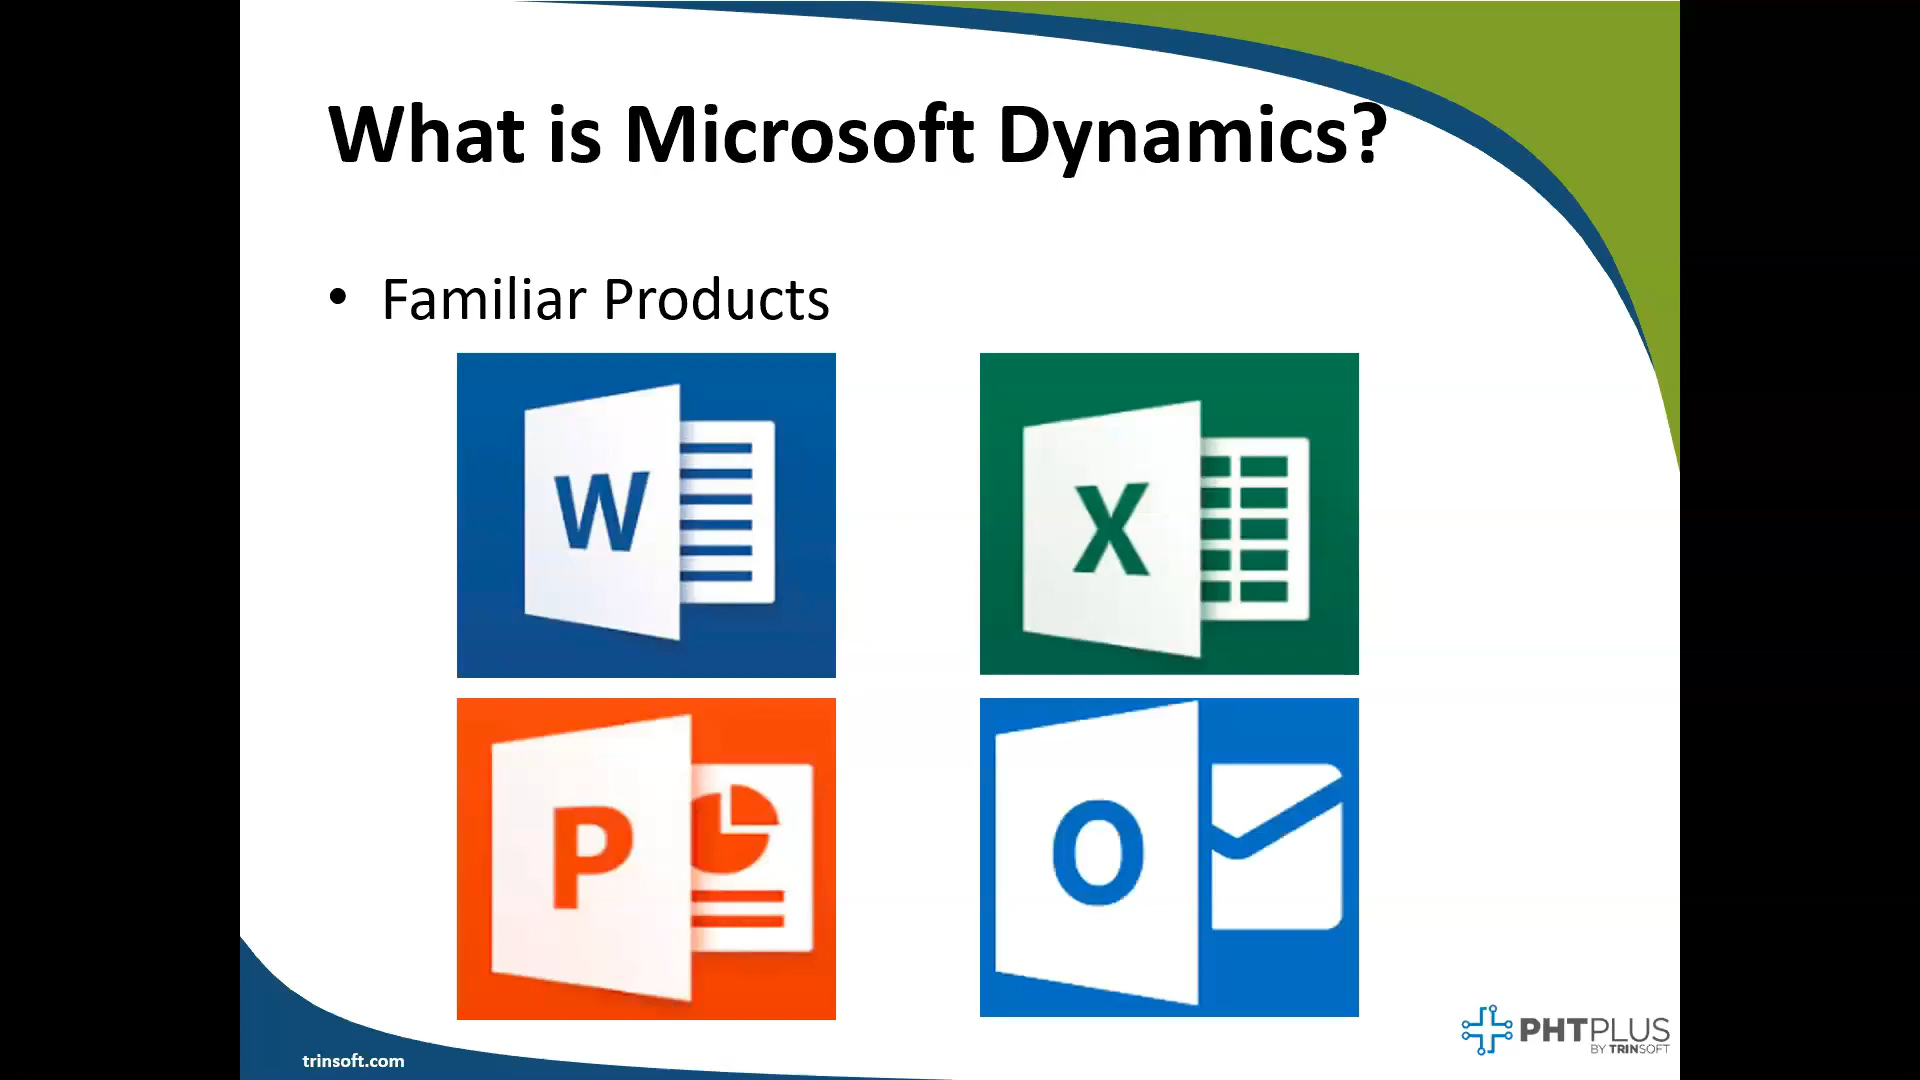 What is Microsoft Dynamics?
• Familiar Products
W
X
P
O
trinsoft.com
PHTPLUS
BY TRINSOFT